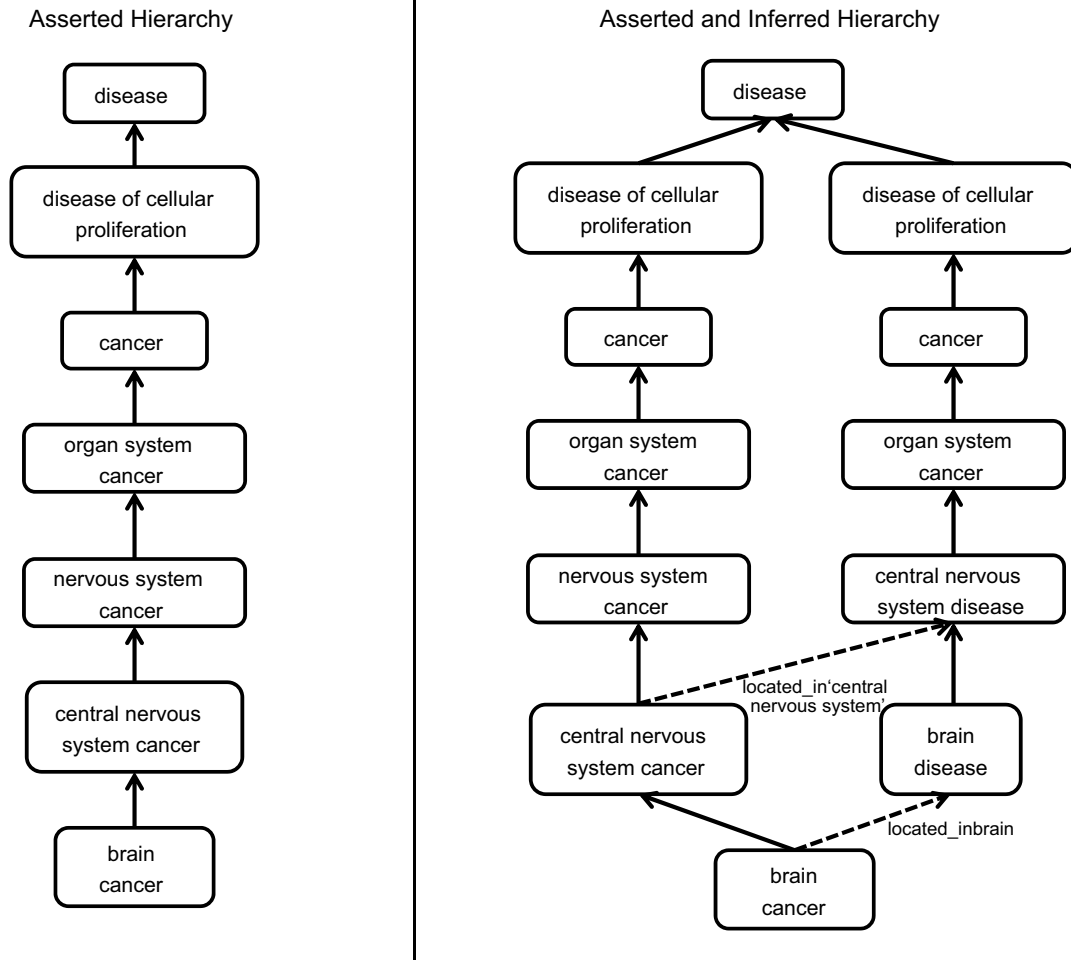 Asserted Hierarchy
disease
disease of cellular
proliferation
cancer
organ system
cancer
nervous system
cancer
central nervous
system cancer
brain
cancer
Asserted and Inferred Hierarchy
disease
disease of cellular
proliferation
disease of cellular
proliferation
cancer
cancer
organ system
cancer
organ system
cancer
nervous system
cancer
central nervous
system disease
located_in‘central
nervous system’
central nervous
system cancer
brain
disease
located_inbrain
brain
cancer